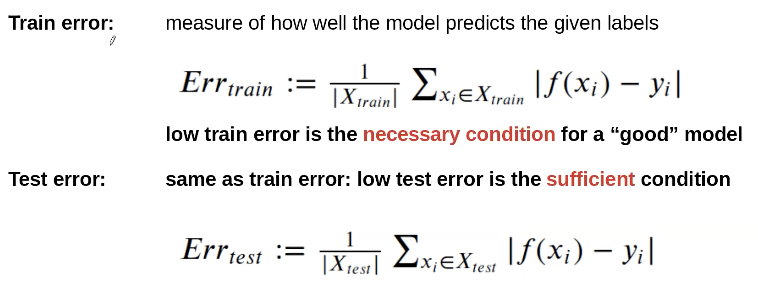 Train error: measure of how well the model predicts the given labels
Err_{train} := \frac{1}{|X_{train}|} \sum_{x_i \in X_{train}} |f(x_i) − y_i|
low train error is the necessary condition for a “good” model
Test error: same as train error: low test error is the sufficient condition
Err_{test} := \frac{1}{|X_{test}|} \sum_{x_i \in X_{test}} |f(x_i) − y_i|